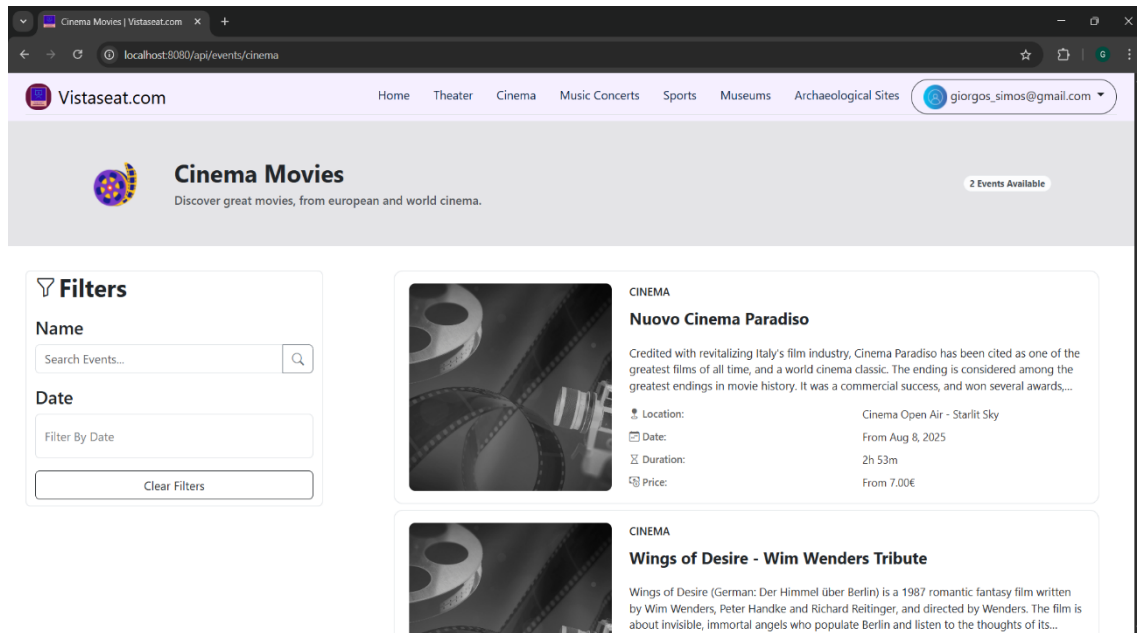 Cinema Movies | Vistaseat.com
localhost:8080/api/events/cinema
G
Vistaseat.com
Home Theater Cinema Music Concerts Sports Museums Archaeological Sites giorgos_simos@gmail.com
Cinema Movies
Discover great movies, from european and world cinema.
2 Events Available
Filters
Name
Search Events...
Date
Filter By Date
Clear Filters
CINEMA
Nuovo Cinema Paradiso
Credited with revitalizing Italy's film industry, Cinema Paradiso has been cited as one of the
greatest films of all time, and a world cinema classic. The ending is considered among the
greatest endings in movie history. It was a commercial success, and won several awards,...
Location: Cinema Open Air - Starlit Sky
Date: From Aug 8, 2025
Duration: 2h 53m
Price: From 7.00€
CINEMA
Wings of Desire - Wim Wenders Tribute
Wings of Desire (German: Der Himmel über Berlin) is a 1987 romantic fantasy film written
by Wim Wenders, Peter Handke and Richard Reitinger, and directed by Wenders. The film is
about invisible, immortal angels who populate Berlin and listen to the thoughts of its...